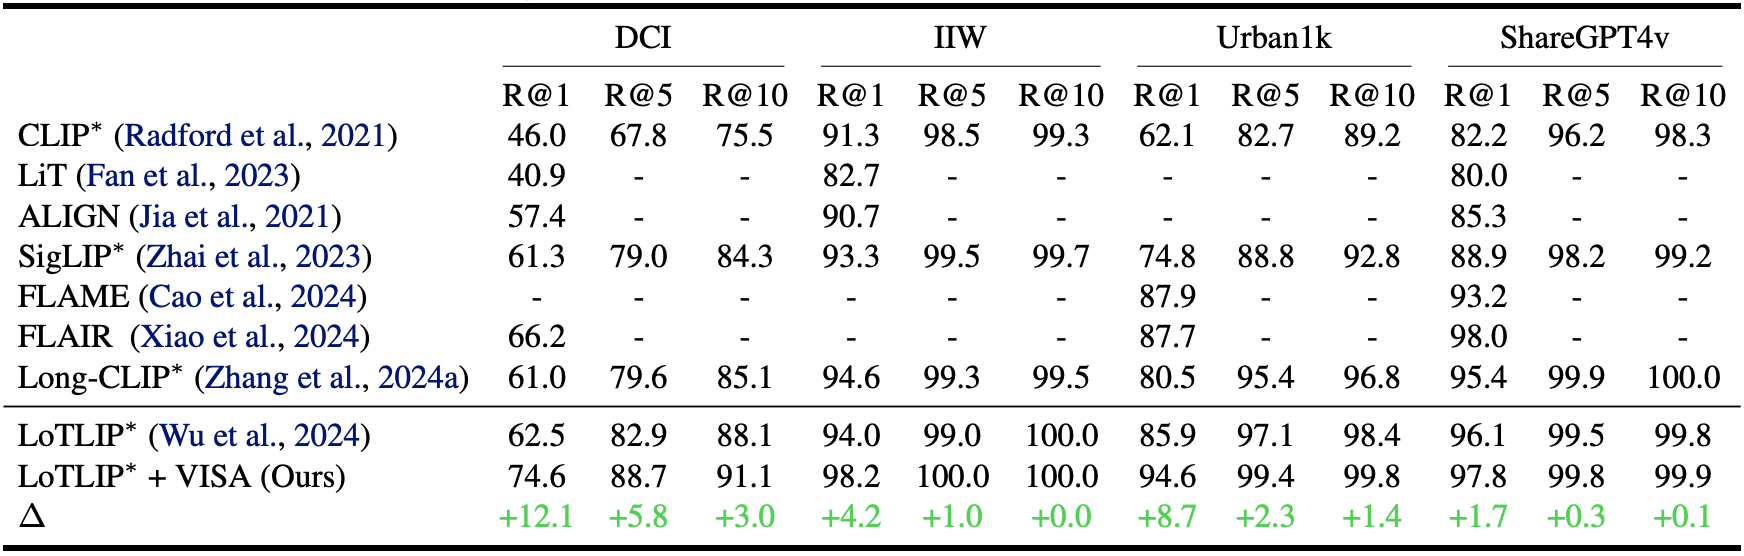 DCI IIW Urban1k ShareGPT4v
R@1 R@5 R@10 R@1 R@5 R@10 R@1 R@5 R@10 R@1 R@5 R@10
CLIP* (Radford et al., 2021) 46.0 67.8 75.5 91.3 98.5 99.3 62.1 82.7 89.2 82.2 96.2 98.3
LiT (Fan et al., 2023) 40.9 - - 82.7 - - - - - 80.0 - -
ALIGN (Jia et al., 2021) 57.4 - - 90.7 - - - - - 85.3 - -
SigLIP* (Zhai et al., 2023) 61.3 79.0 84.3 93.3 99.5 99.7 74.8 88.8 92.8 88.9 98.2 99.2
FLAME (Cao et al., 2024) - - - - - - 87.9 - - 93.2 - -
FLAIR (Xiao et al., 2024) 66.2 - - - - - 87.7 - - 98.0 - -
Long-CLIP* (Zhang et al., 2024a) 61.0 79.6 85.1 94.6 99.3 99.5 80.5 95.4 96.8 95.4 99.9 100.0
LoTLIP* (Wu et al., 2024) 62.5 82.9 88.1 94.0 99.0 100.0 85.9 97.1 98.4 96.1 99.5 99.8
LoTLIP* + VISA (Ours) 74.6 88.7 91.1 98.2 100.0 100.0 94.6 99.4 99.8 97.8 99.8 99.9
Δ +12.1 +5.8 +3.0 +4.2 +1.0 +0.0 +8.7 +2.3 +1.4 +1.7 +0.3 +0.1